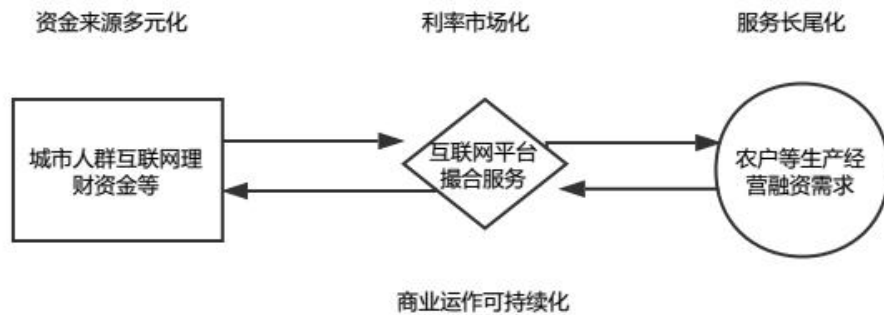 资金来源多元化
利率市场化
服务长尾化
城市人群互联网理
财资金等
互联网平台
撮合服务
农户等生产经
营融资需求
商业运作可持续化